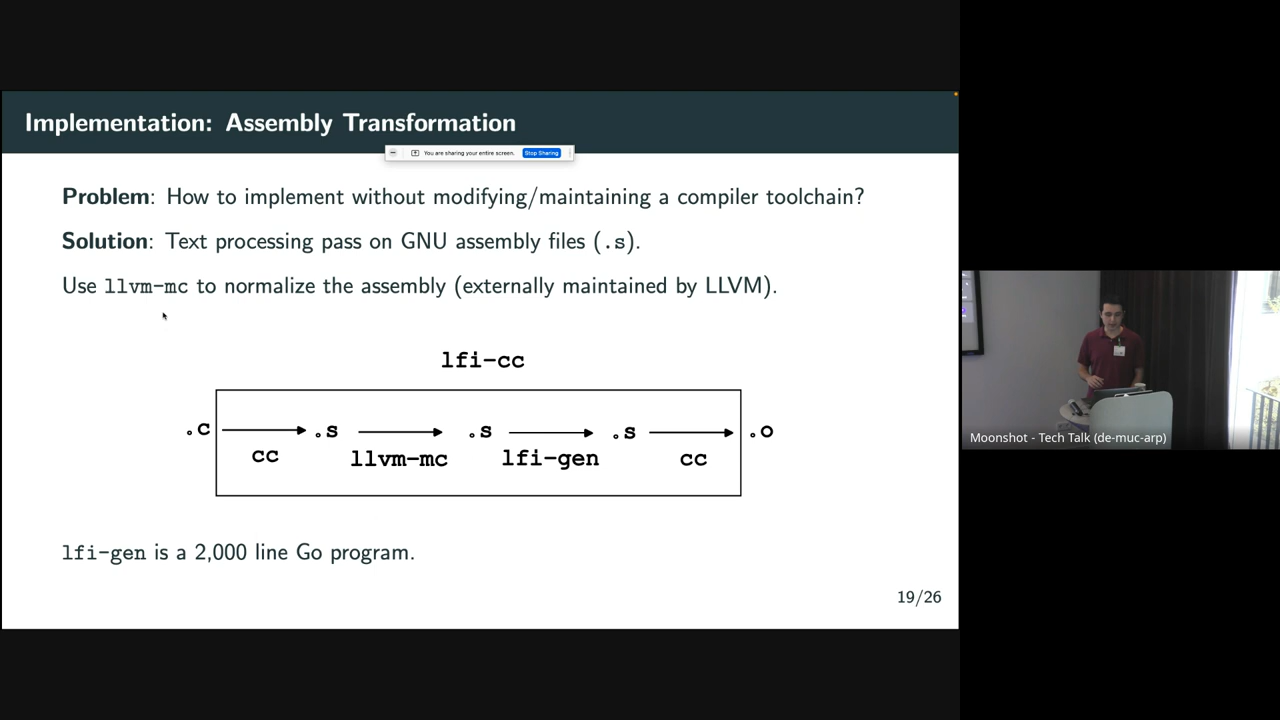 Implementation: Assembly Transformation
You are sharing your entire screen. Stop Sharing
Problem: How to implement without modifying/maintaining a compiler toolchain?
Solution: Text processing pass on GNU assembly files (.s).
Use llvm-mc to normalize the assembly (externally maintained by LLVM).
lfi-cc
.c .s .s .s .o
cc llvm-mc lfi-gen cc
lfi-gen is a 2,000 line Go program.
19/26
Moonshot - Tech Talk (de-muc-arp)